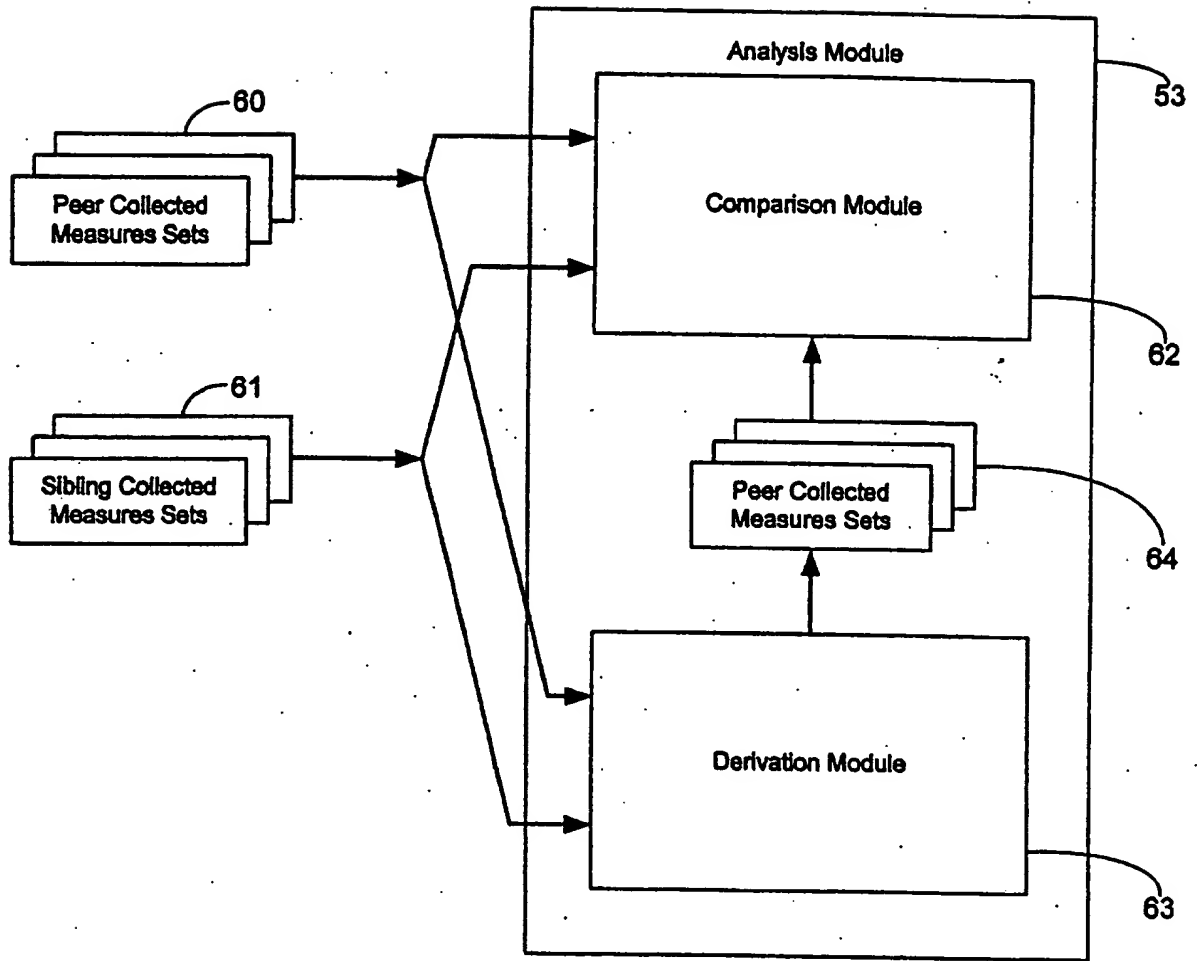 Analysis Module
53
60
Peer Collected
Measures Sets
Comparison Module
62
61
Sibling Collected
Measures Sets
Peer Collected
Measures Sets
64
Derivation Module
63